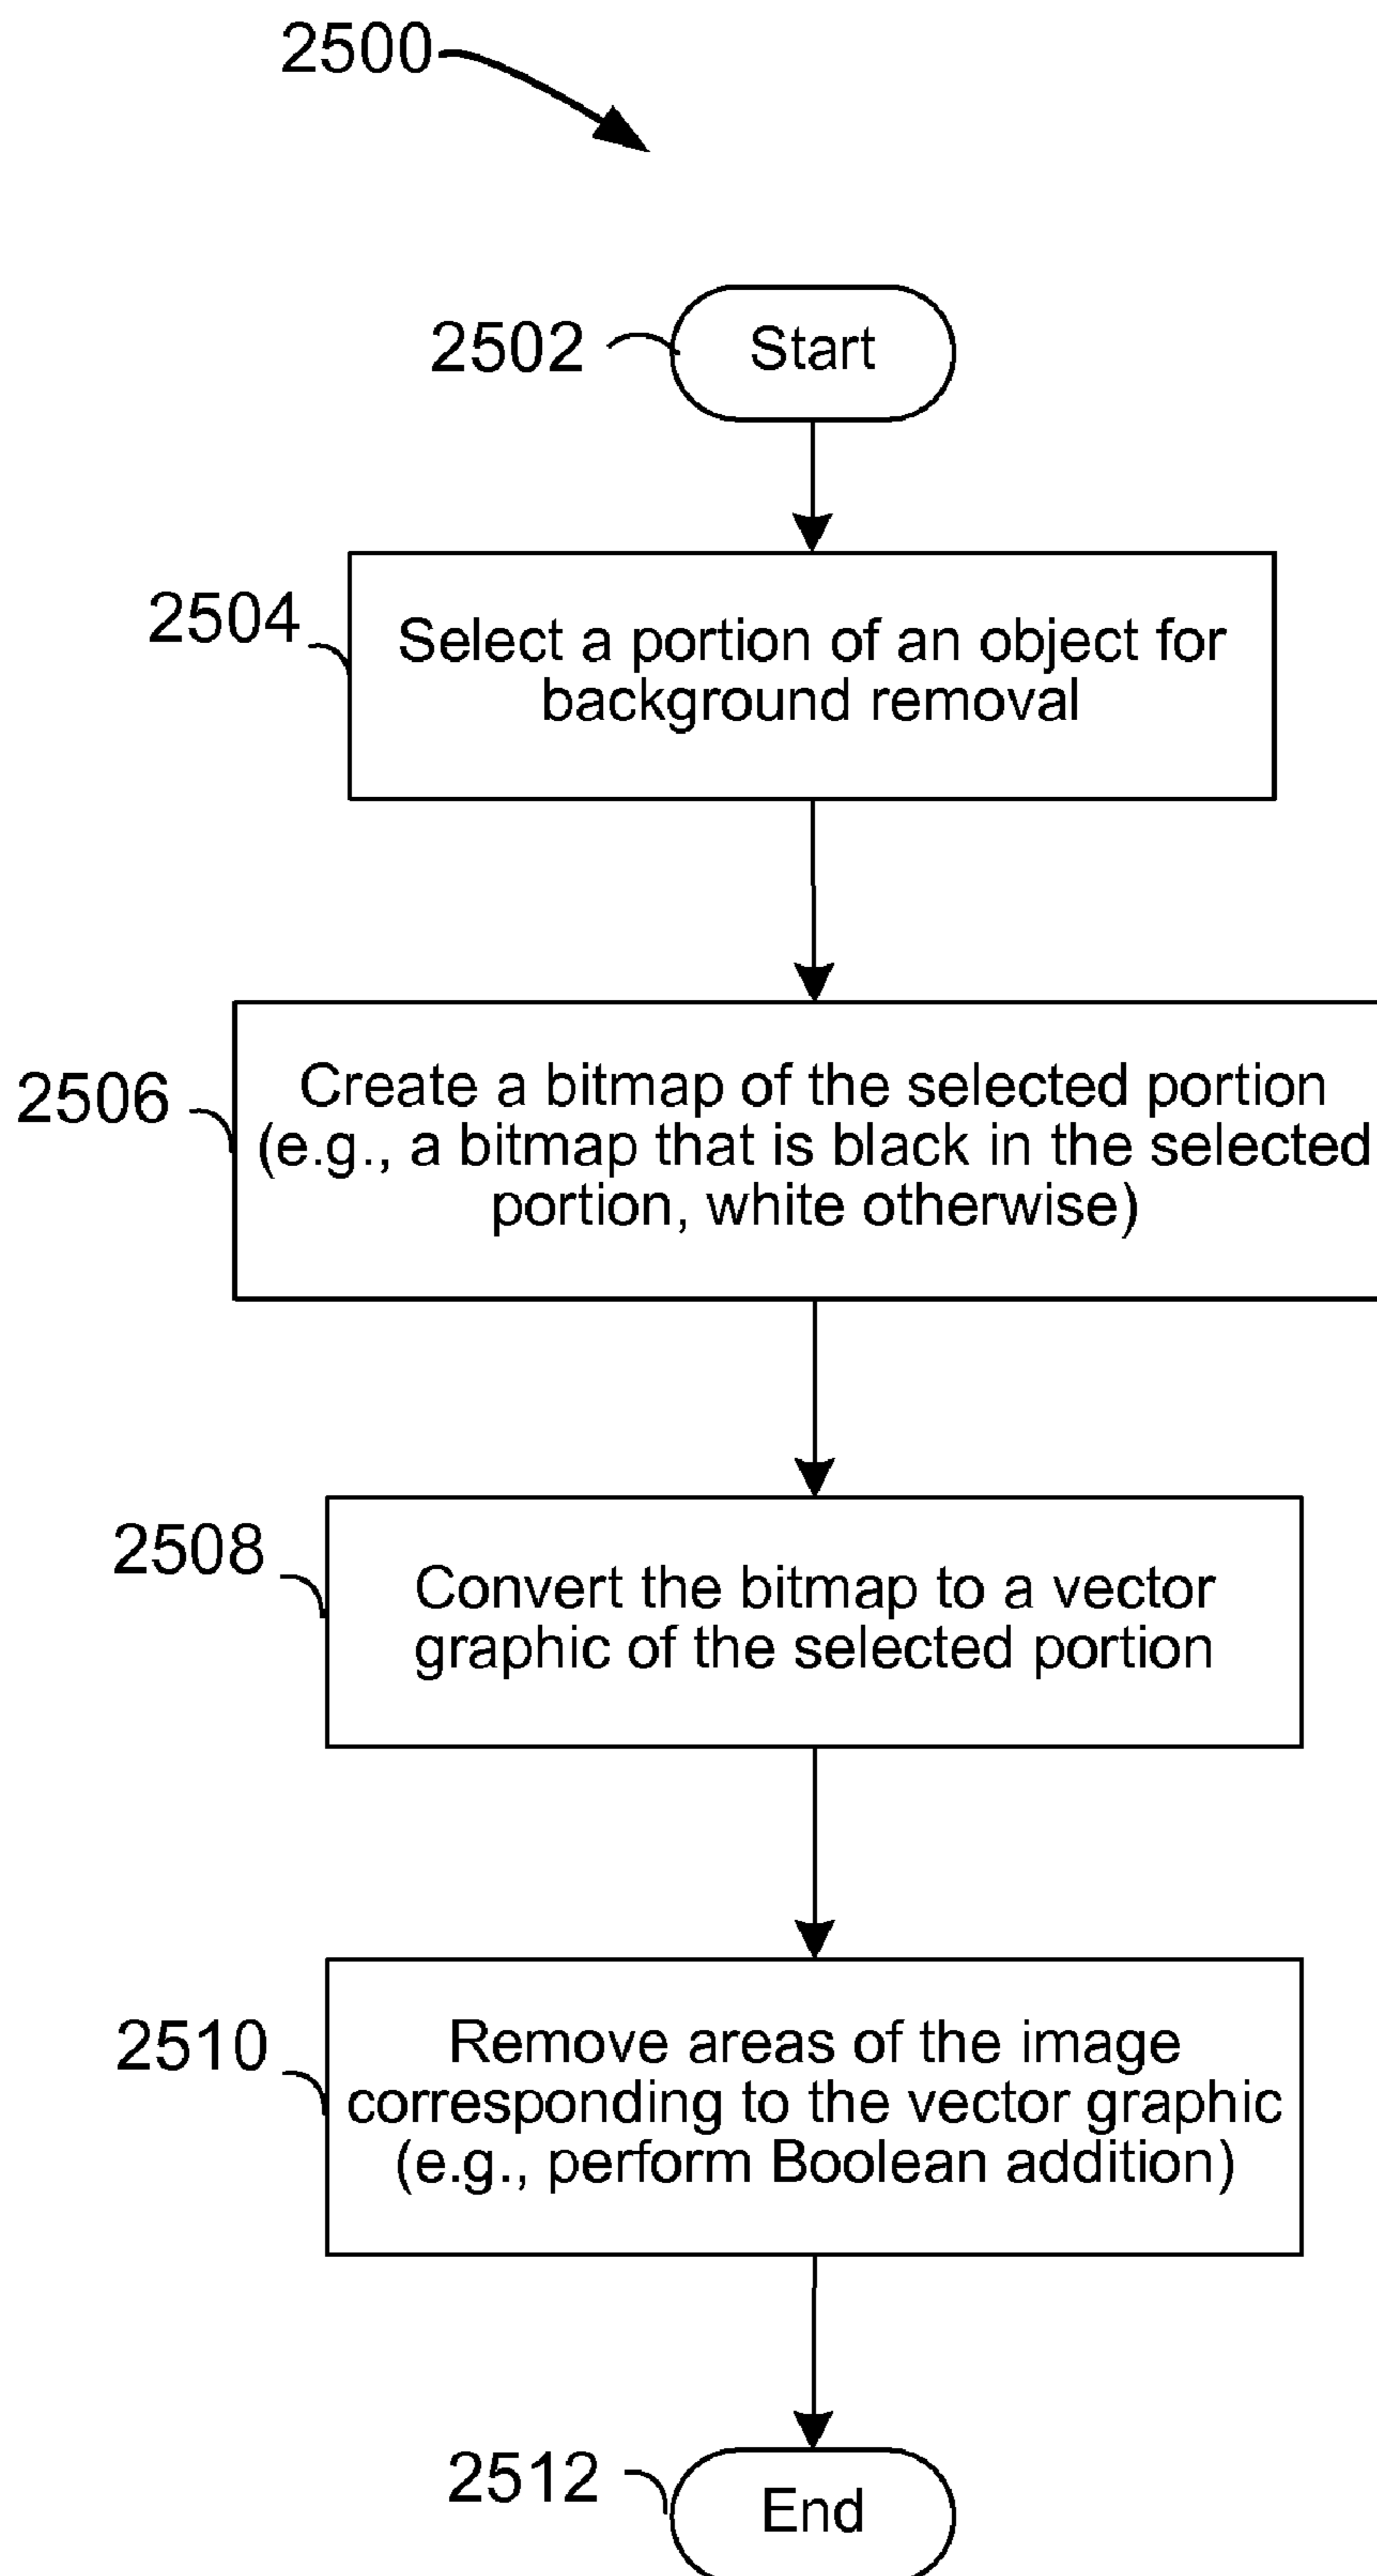 2500
2502
Start
2504
Select a portion of an object for
background removal
2506
Create a bitmap of the selected portion
(e.g., a bitmap that is black in the selected
portion, white otherwise)
2508
Convert the bitmap to a vector
graphic of the selected portion
2510
Remove areas of the image
corresponding to the vector graphic
(e.g., perform Boolean addition)
2512
End